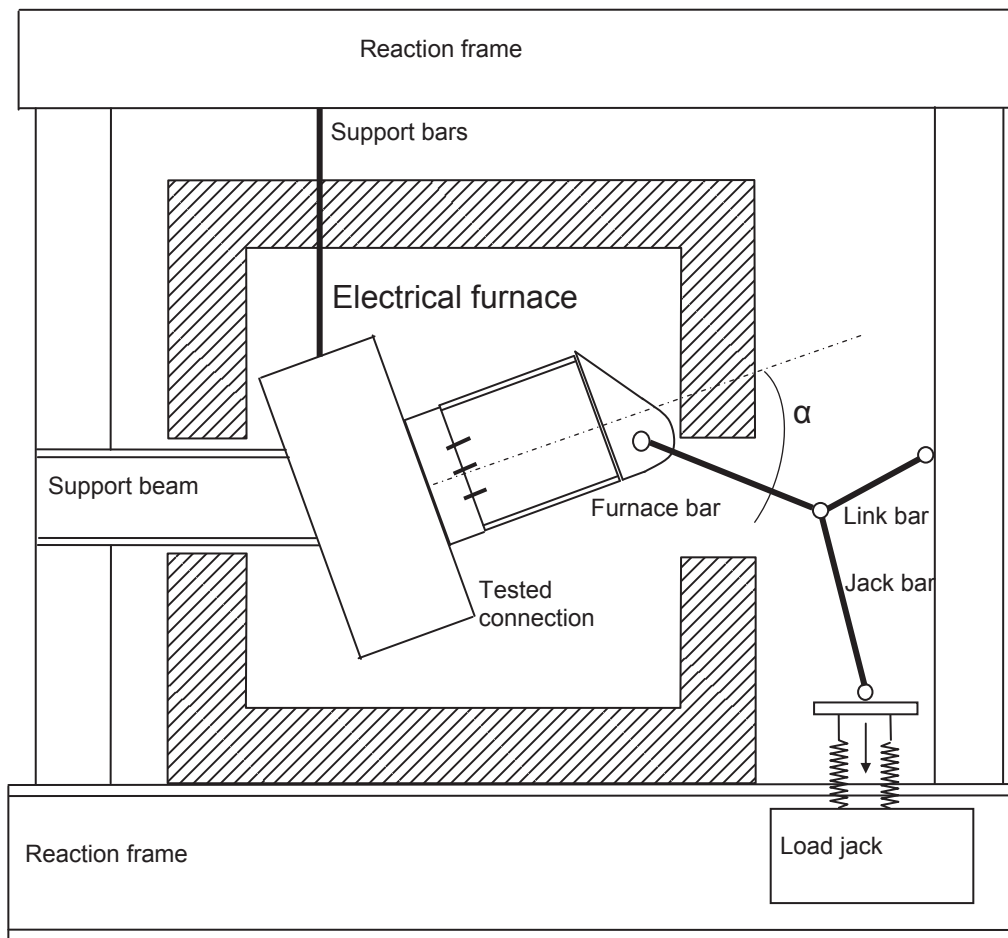 Reaction frame
Support bars
Electrical furnace
α
Support beam
Furnace bar
Link bar
Jack bar
Tested
connection
Load jack
Reaction frame